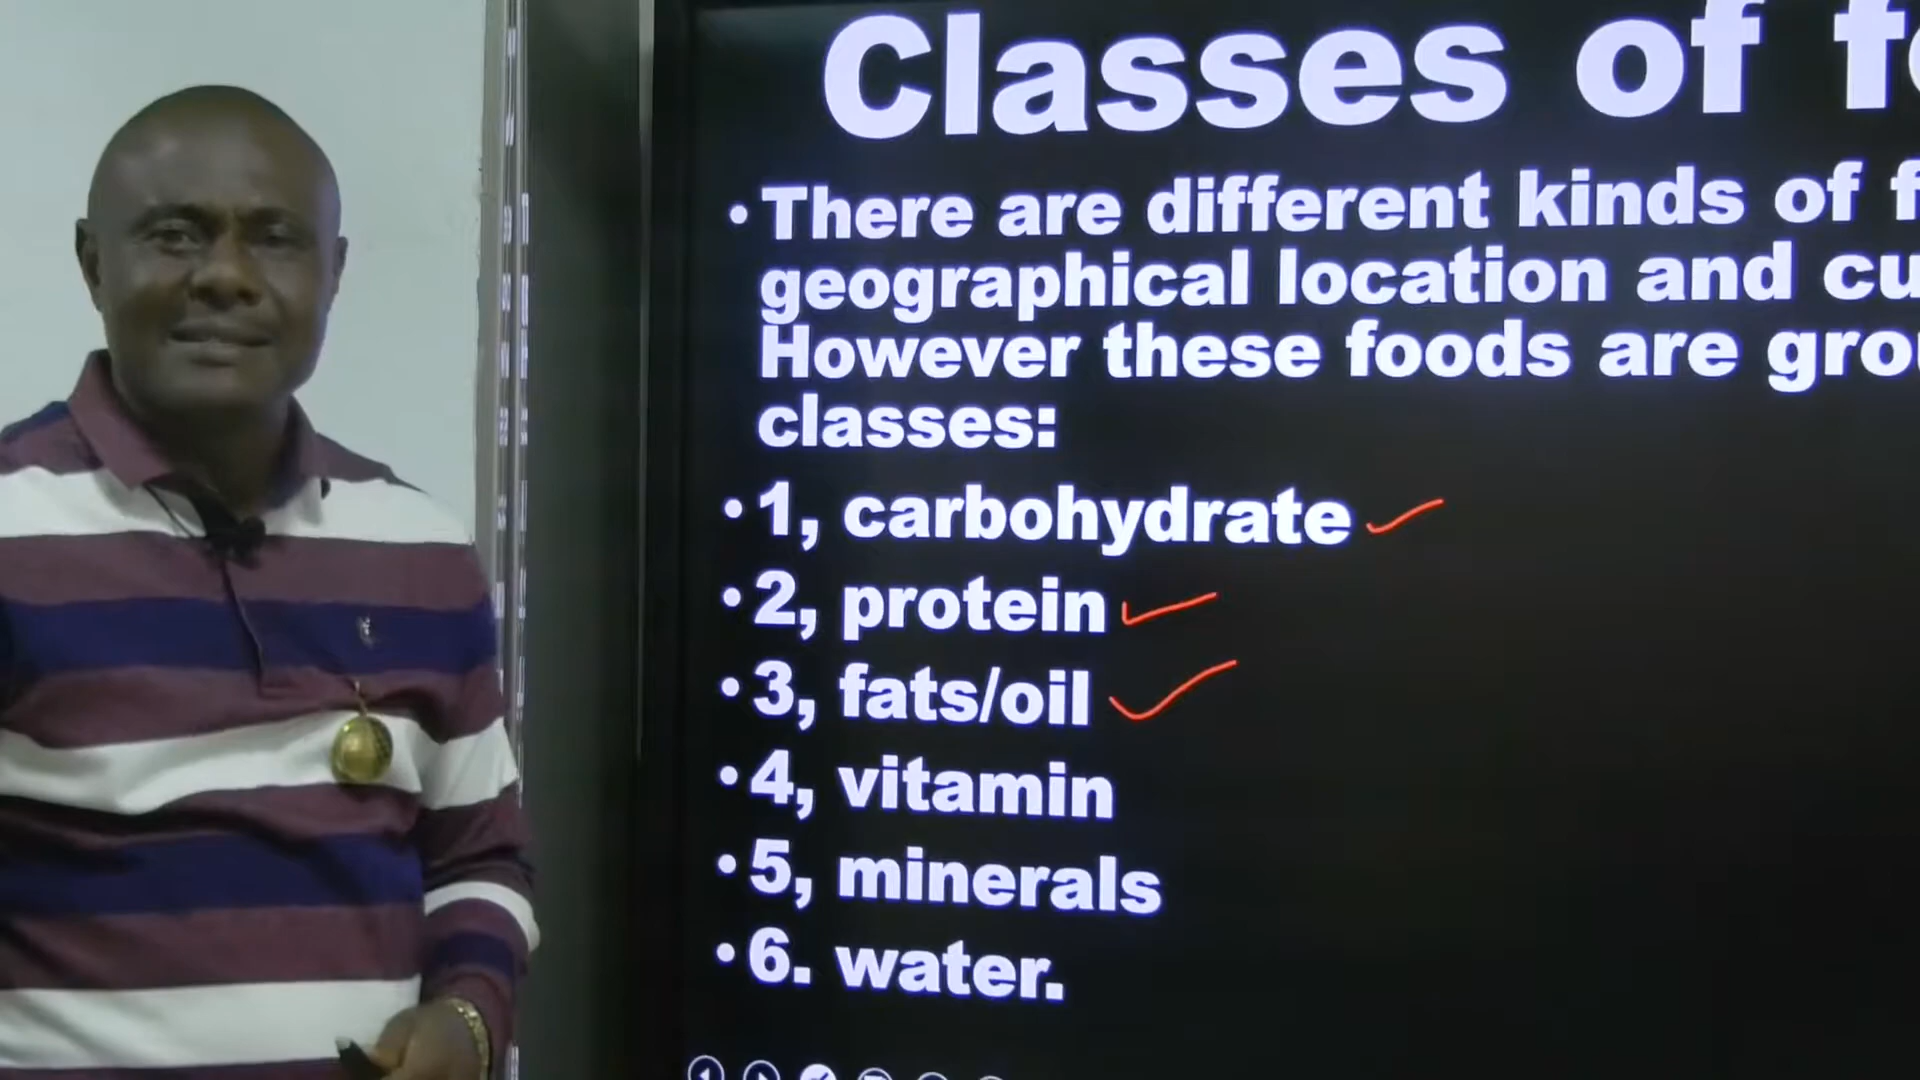 Classes of f
• There are different kinds of f
geographical location and cu
However these foods are grou
classes:
• 1, carbohydrate
• 2, protein
• 3, fats/oil
• 4, vitamin
• 5, minerals
• 6. water.